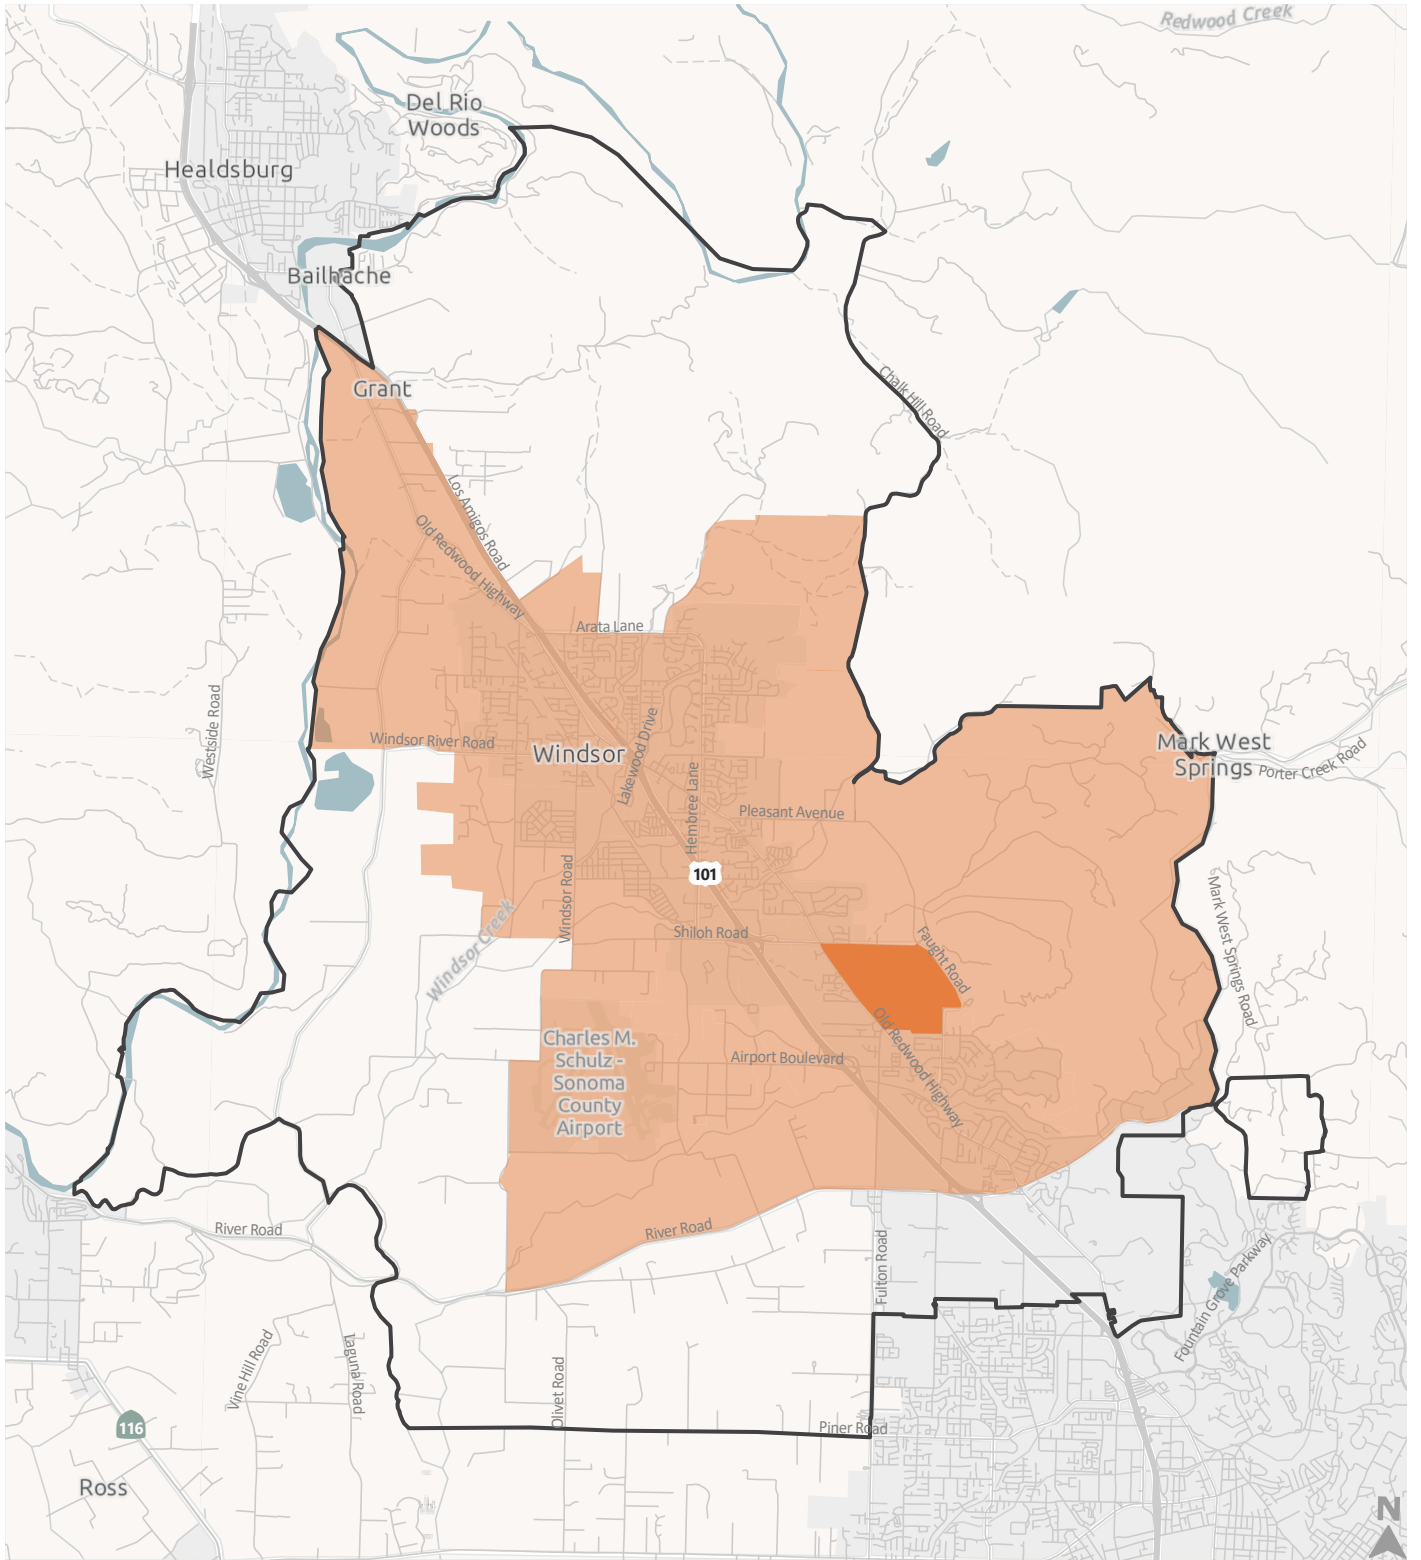 Redwood Creek
Del Rio
Woods
Healdsburg
Bailhache
Grant
Chalk Hill Road
Los Amigos Road
Old Redwood Highway
Arata Lane
Westside Road
Windsor River Road
Windsor
Lakewood Drive
Mark West
Springs
Porter Creek Road
Hembree Lane
Pleasant Avenue
101
Windsor Road
Mark West Springs Road
Windsor Creek
Shiloh Road
Faught Road
Charles M.
Schulz -
Sonoma
County
Airport
Airport Boulevard
Old Redwood Highway
River Road
River Road
Fulton Road
Fountain Grove Parkway
Vine Hill Road
Laguna Road
Olivet Road
Piner Road
116
Ross
N